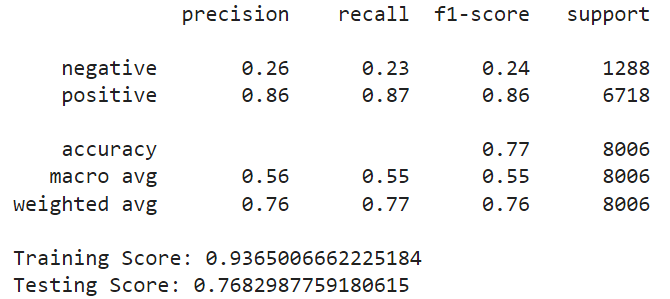 precision recall f1-score support
negative 0.26 0.23 0.24 1288
positive 0.86 0.87 0.86 6718
accuracy 0.77 8006
macro avg 0.56 0.55 0.55 8006
weighted avg 0.76 0.77 0.76 8006
Training Score: 0.9365006662225184
Testing Score: 0.7682987759180615